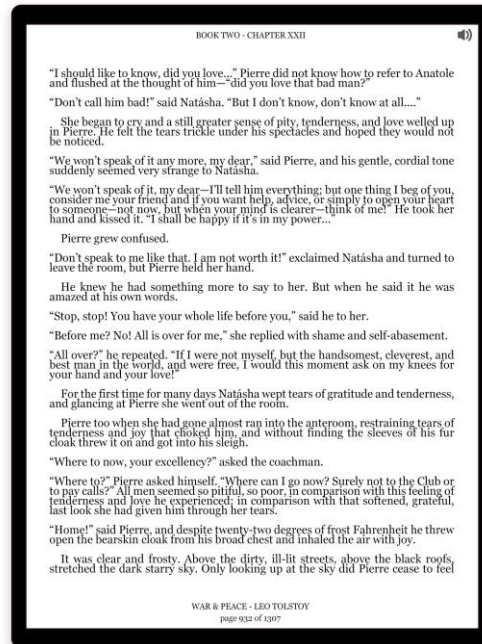 BOOK TWO - CHAPTER XXII
“I should like to know, did you love...” Pierre did not know how to refer to Anatole
and flushed at the thought of him—“did you love that bad man?”
“Don’t call him bad!” said Natásha. “But I don’t know, don’t know at all....”
She began to cry and a still greater sense of pity, tenderness, and love welled up
in Pierre. He felt the tears trickle under his spectacles and hoped they would not
be noticed.
“We won’t speak of it any more, my dear,” said Pierre, and his gentle, cordial tone
suddenly seemed very strange to Natásha.
“We won’t speak of it, my dear—I’ll tell him everything; but one thing I beg of you,
consider me your friend and if you want help, advice, or simply to open your heart
to someone—not now, but when your mind is clearer—think of me!” He took her
hand and kissed it. “I shall be happy if it’s in my power...”
Pierre grew confused.
“Don’t speak to me like that. I am not worth it!” exclaimed Natásha and turned to
leave the room, but Pierre held her hand.
He knew he had something more to say to her. But when he said it he was
amazed at his own words.
“Stop, stop! You have your whole life before you,” said he to her.
“Before me? No! All is over for me,” she replied with shame and self-abasement.
“All over?” he repeated. “If I were not myself, but the handsomest, cleverest, and
best man in the world, and were free, I would this moment ask on my knees for
your hand and your love!”
For the first time for many days Natásha wept tears of gratitude and tenderness,
and glancing at Pierre she went out of the room.
Pierre too when she had gone almost ran into the anteroom, restraining tears of
tenderness and joy that choked him, and without finding the sleeves of his fur
cloak threw it on and got into his sleigh.
“Where to now, your excellency?” asked the coachman.
“Where to?” Pierre asked himself. “Where can I go now? Surely not to the Club or
to pay calls?” All men seemed so pitiful, so poor, in comparison with this feeling of
tenderness and love he experienced; in comparison with that softened, grateful,
last look she had given him through her tears.
“Home!” said Pierre, and despite twenty-two degrees of frost Fahrenheit he threw
open the bearskin cloak from his broad chest and inhaled the air with joy.
It was clear and frosty. Above the dirty, ill-lit streets, above the black roofs,
stretched the dark starry sky. Only looking up at the sky did Pierre cease to feel
WAR & PEACE - LEO TOLSTOY
page 932 of 1307